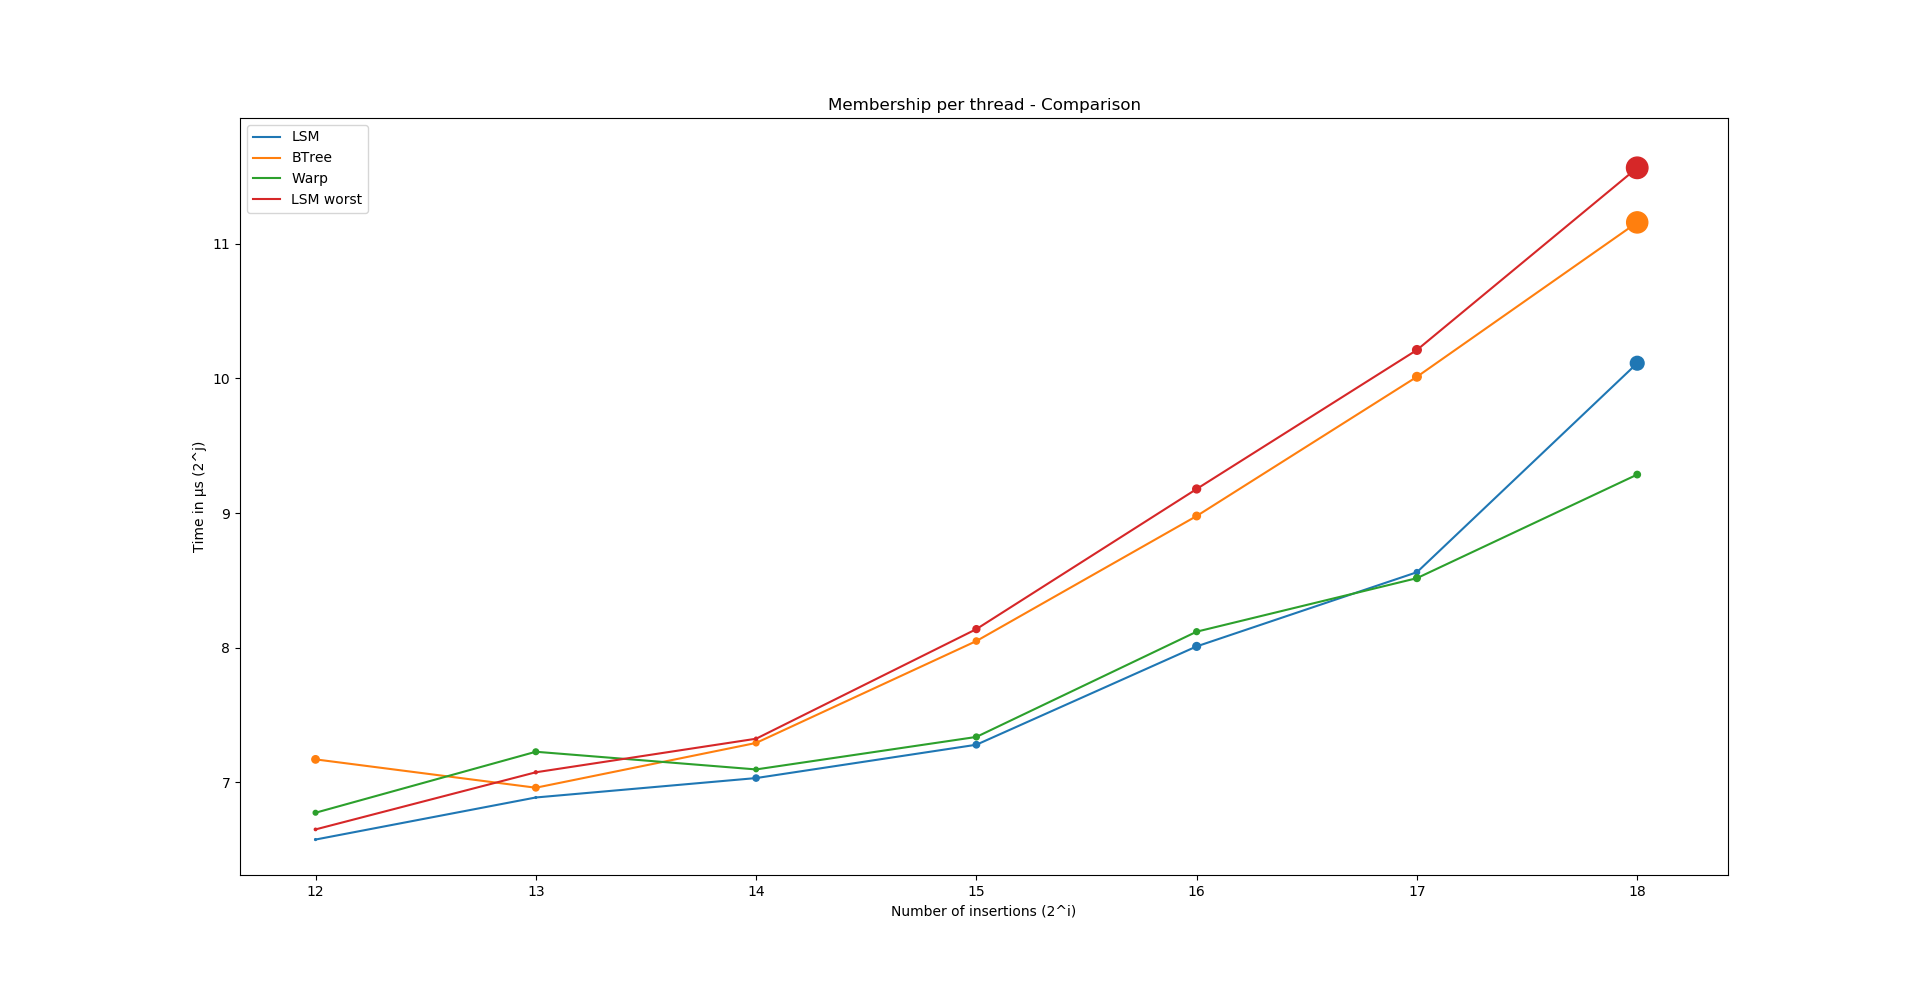 Membership per thread - Comparison
LSM
BTree
Warp
LSM worst
11
10
9
8
7
Time in µs (2^j)
12 13 14 15 16 17 18
Number of insertions (2^i)